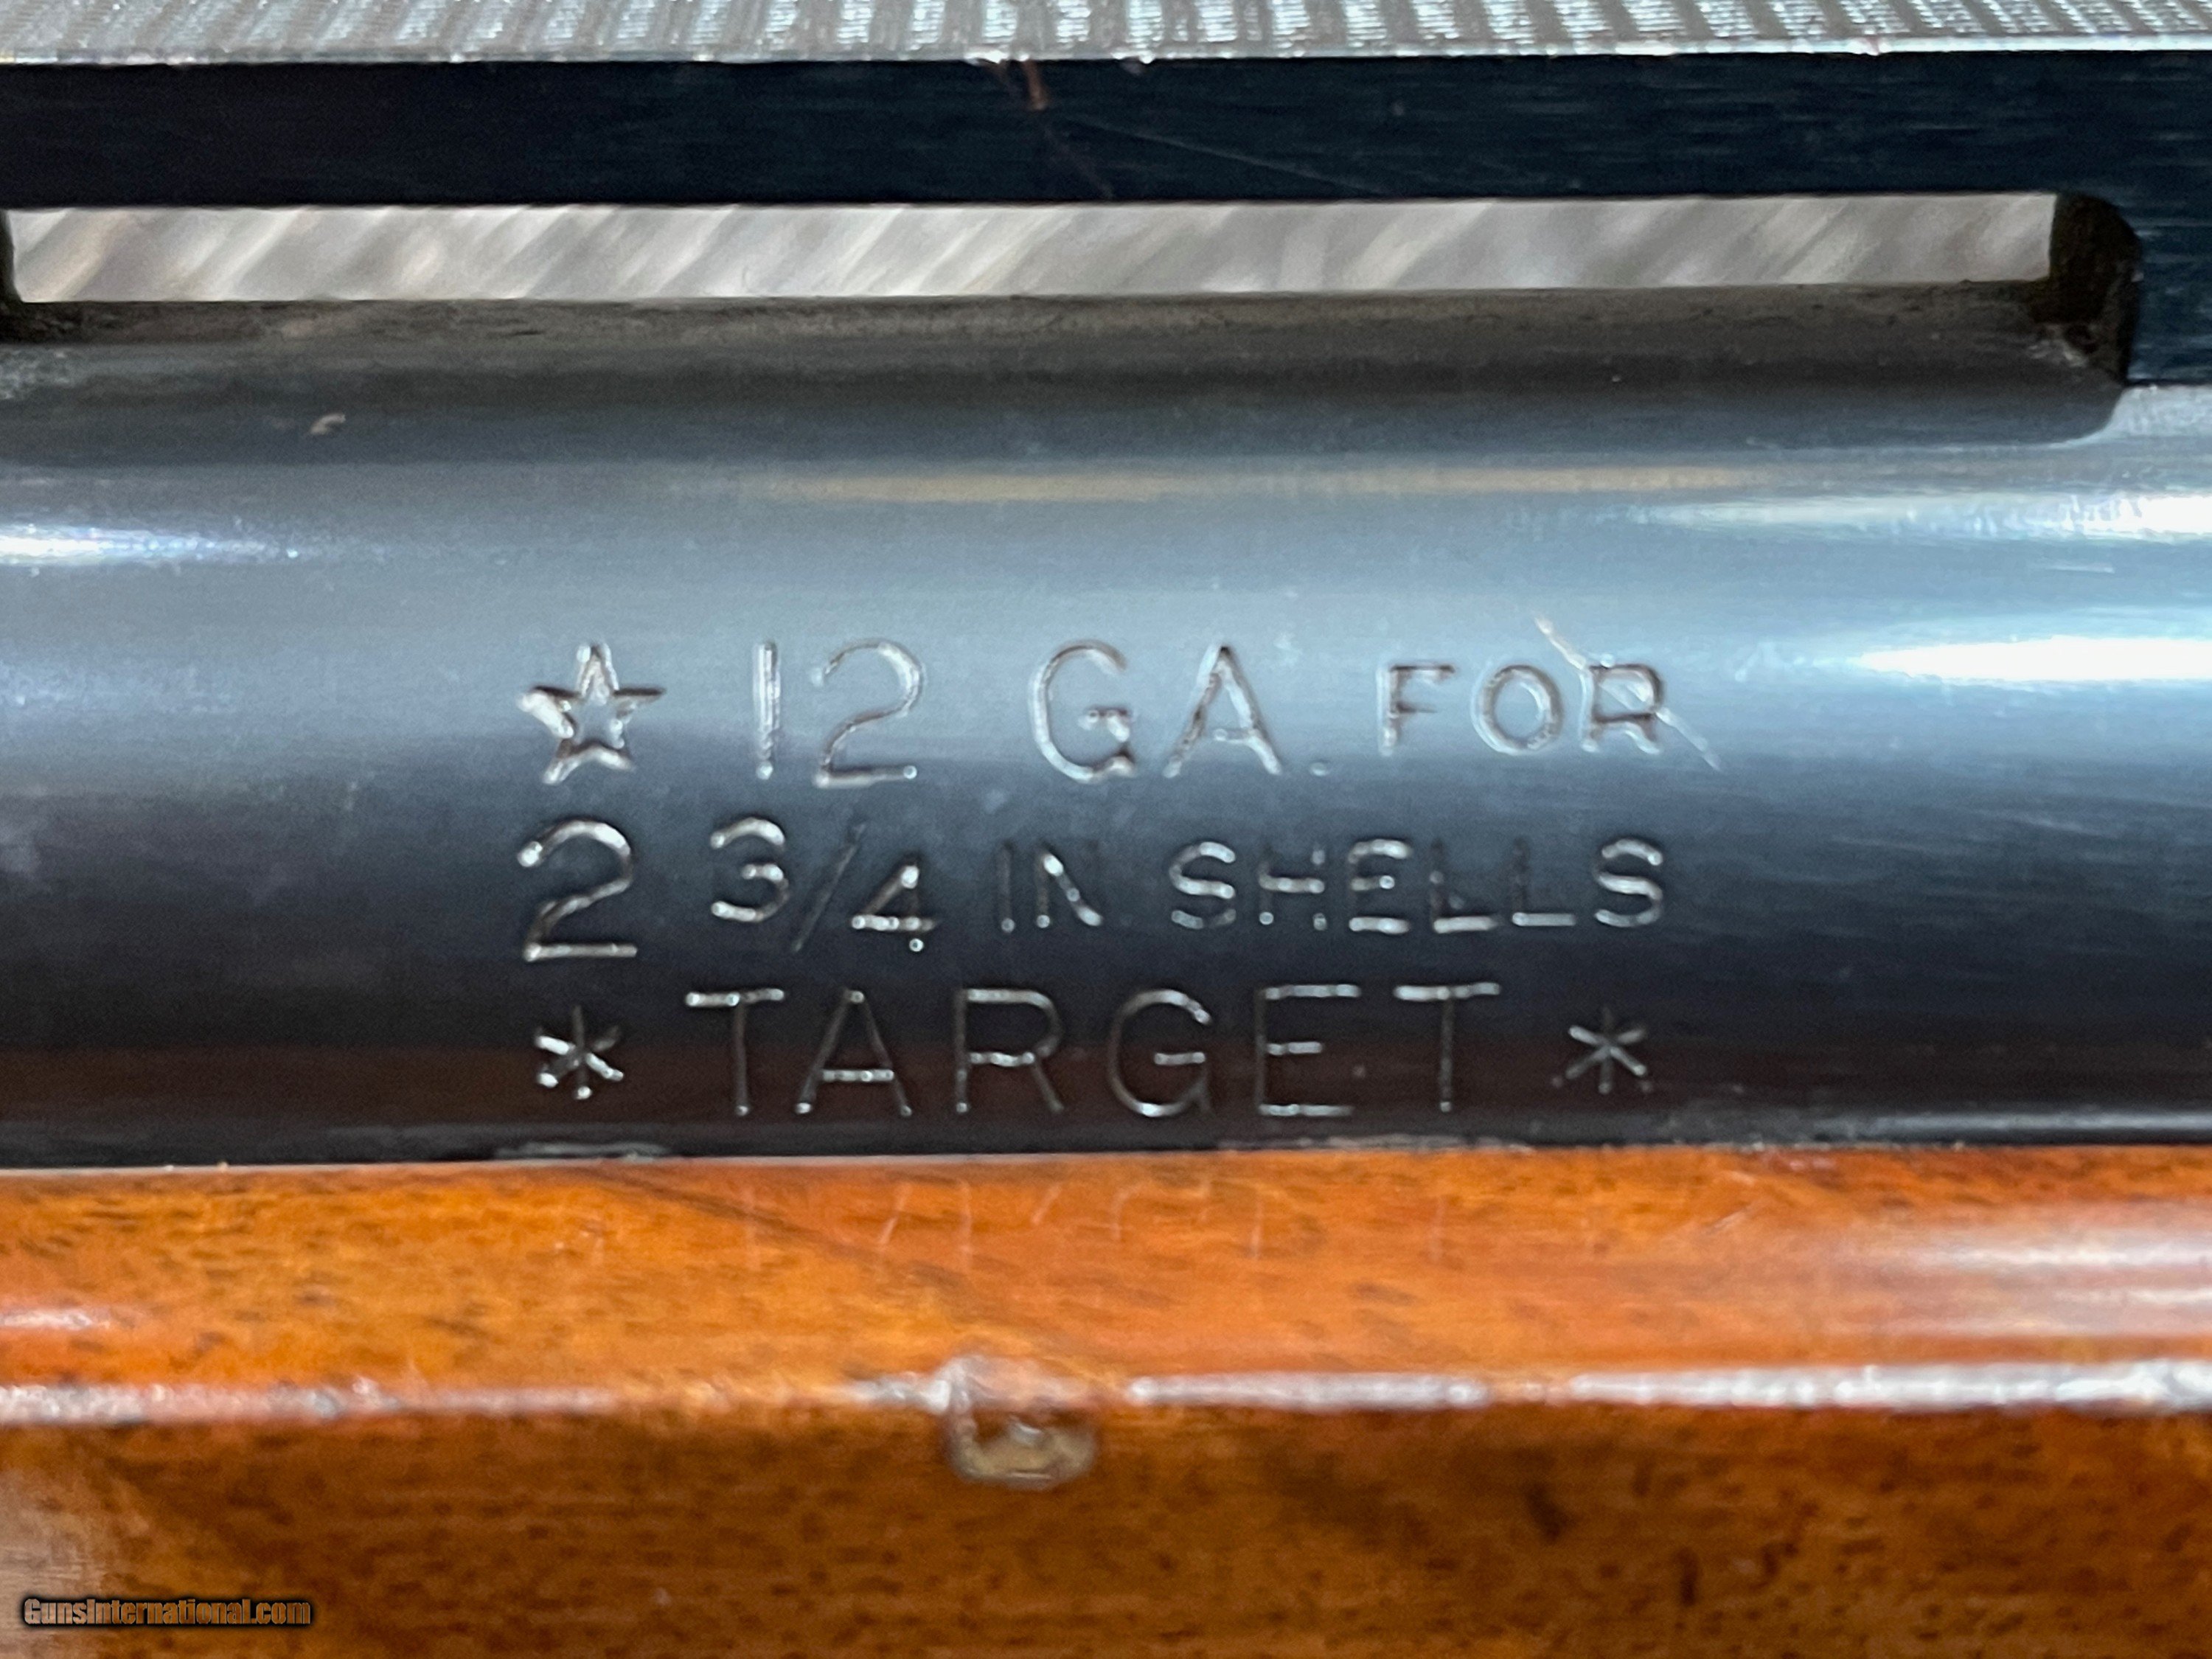 ☆ 12 GA. FOR
2 3/4 IN SHELLS
* TARGET *
GunsInternational.com